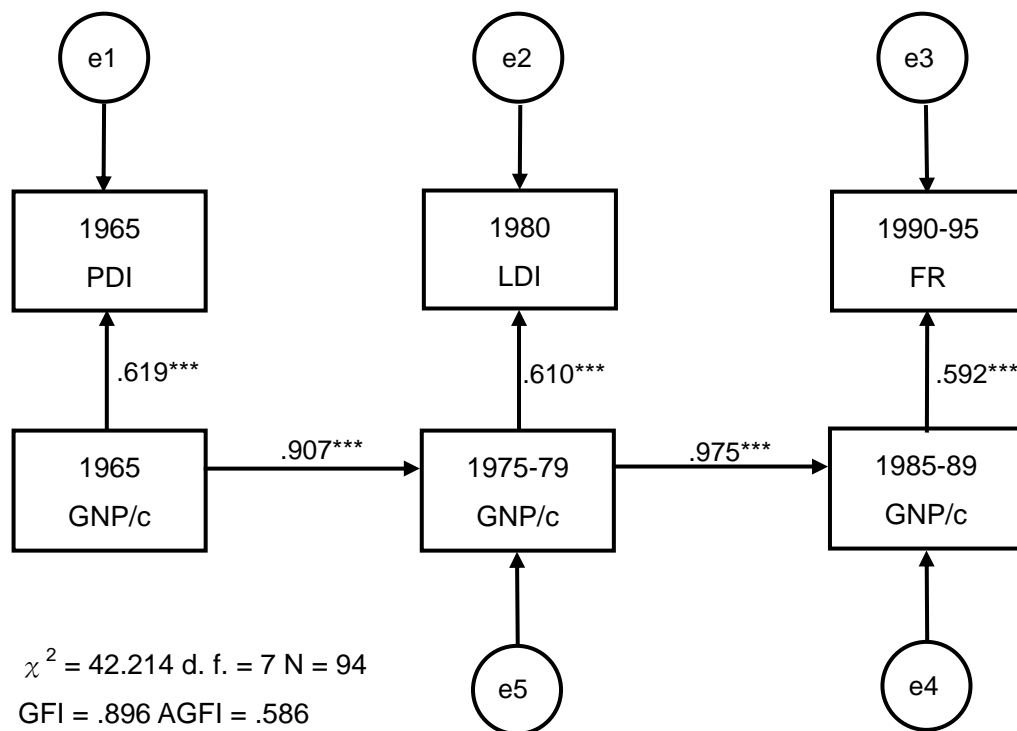 e1
e2
e3
1965
PDI
1980
LDI
1990-95
FR
.619***
.610***
.592***
1965
GNP/c
.907***
1975-79
GNP/c
.975***
1985-89
GNP/c
χ² = 42.214 d. f. = 7 N = 94
GFI = .896 AGFI = .586
e5
e4